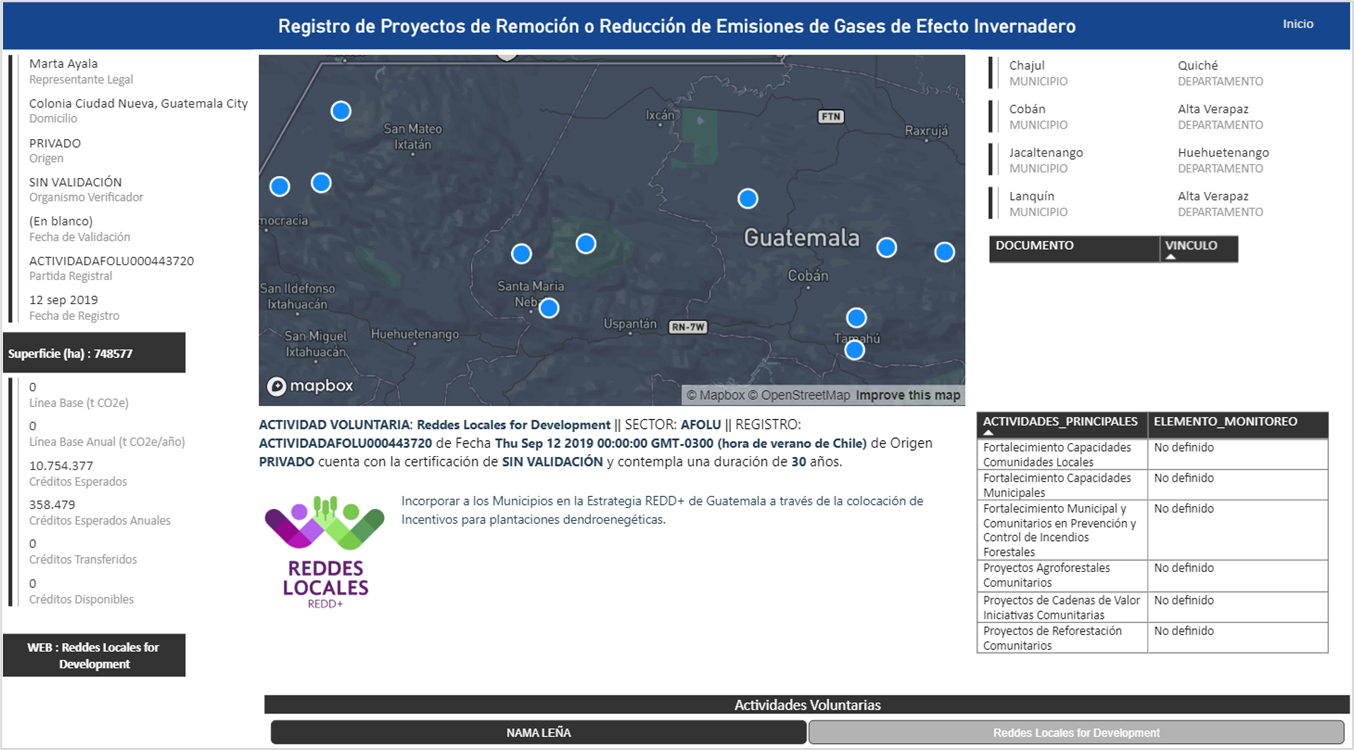 Registro de Proyectos de Remoción o Reducción de Emisiones de Gases de Efecto Invernadero
Inicio
Marta Ayala
Representante Legal
Colonia Ciudad Nueva, Guatemala City
Domicilio
PRIVADO
Origen
SIN VALIDACIÓN
Organismo Verificador
(En blanco)
Fecha de Validación
ACTIVIDADAFOLU000443720
Partida Registral
12 sep 2019
Fecha de Registro
Superficie (ha) : 748577
0
Línea Base (t CO2e)
0
Línea Base Anual (t CO2e/año)
10.754.377
Créditos Esperados
358.479
Créditos Esperados Anuales
0
Créditos Transferidos
0
Créditos Disponibles
WEB : Reddes Locales for
Development
San Mateo
Ixtatán
Ixcán
FTN
Raxrujá
mocracia
Guatemala
Cobán
San Ildefonso
Ixtahuacán
Santa Maria
Neba
San Miguel
Ixtahuacán
Huehuetenango
Uspantán
RN-7W
Tamahú
mapbox
© Mapbox © OpenStreetMap Improve this map
ACTIVIDAD VOLUNTARIA: Reddes Locales for Development || SECTOR: AFOLU || REGISTRO:
ACTIVIDADAFOLU000443720 de Fecha Thu Sep 12 2019 00:00:00 GMT-0300 (hora de verano de Chile) de Origen
PRIVADO cuenta con la certificación de SIN VALIDACIÓN y contempla una duración de 30 años.
REDDES
LOCALES
REDD+
Incorporar a los Municipios en la Estrategia REDD+ de Guatemala a través de la colocación de
Incentivos para plantaciones dendroenegéticas.
Chajul Quiché
MUNICIPIO DEPARTAMENTO
Cobán Alta Verapaz
MUNICIPIO DEPARTAMENTO
Jacaltenango Huehuetenango
MUNICIPIO DEPARTAMENTO
Lanquín Alta Verapaz
MUNICIPIO DEPARTAMENTO
DOCUMENTO VINCULO
ACTIVIDADES_PRINCIPALES ELEMENTO_MONITOREO
Fortalecimiento Capacidades No definido
Comunidades Locales
Fortalecimiento Capacidades No definido
Municipales
Fortalecimiento Municipal y No definido
Comunitarios en Prevención y
Control de Incendios
Forestales
Proyectos Agroforestales No definido
Comunitarios
Proyectos de Cadenas de Valor No definido
Iniciativas Comunitarias
Proyectos de Reforestación No definido
Comunitarios
Actividades Voluntarias
NAMA LEÑA
Reddes Locales for Development